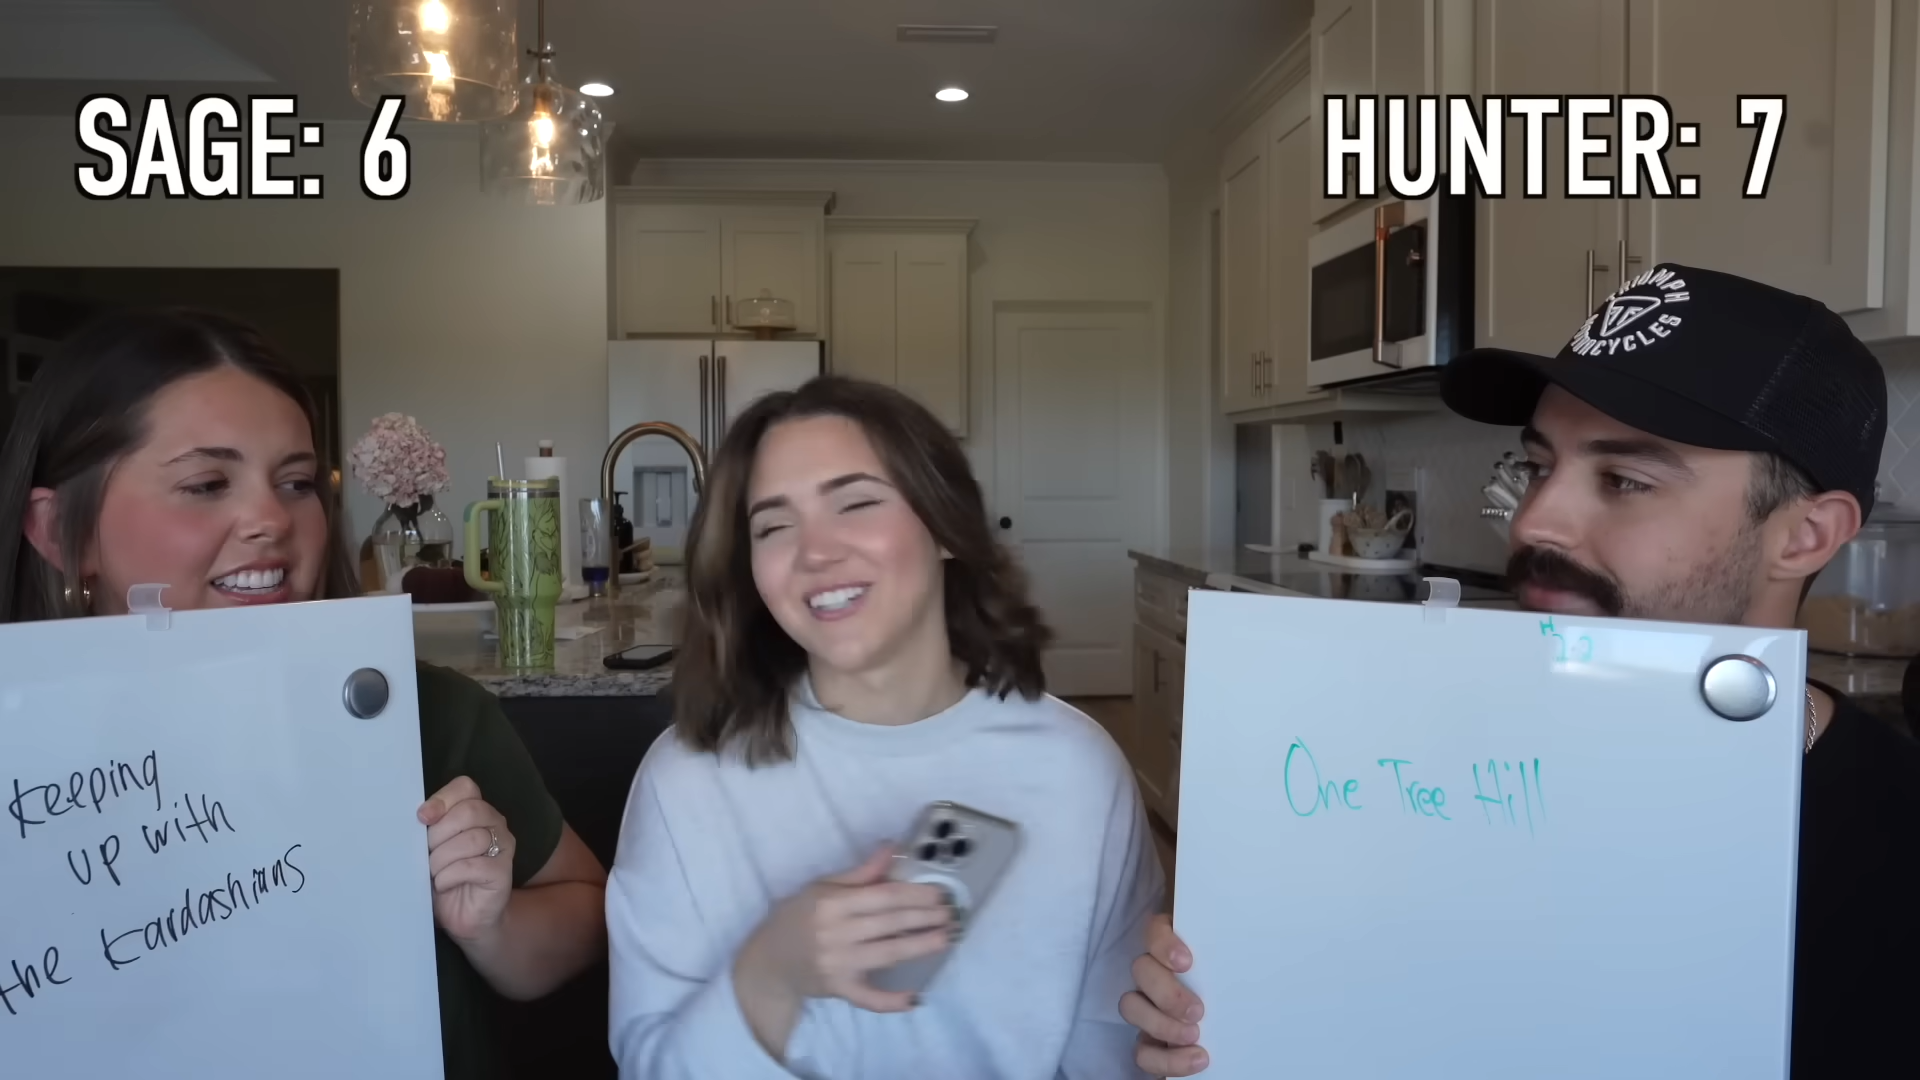 SAGE: 6
HUNTER: 7
TRIUMPH
MOTORCYCLES
Keeping
up with
the Kardashians
H
One Tree Hill